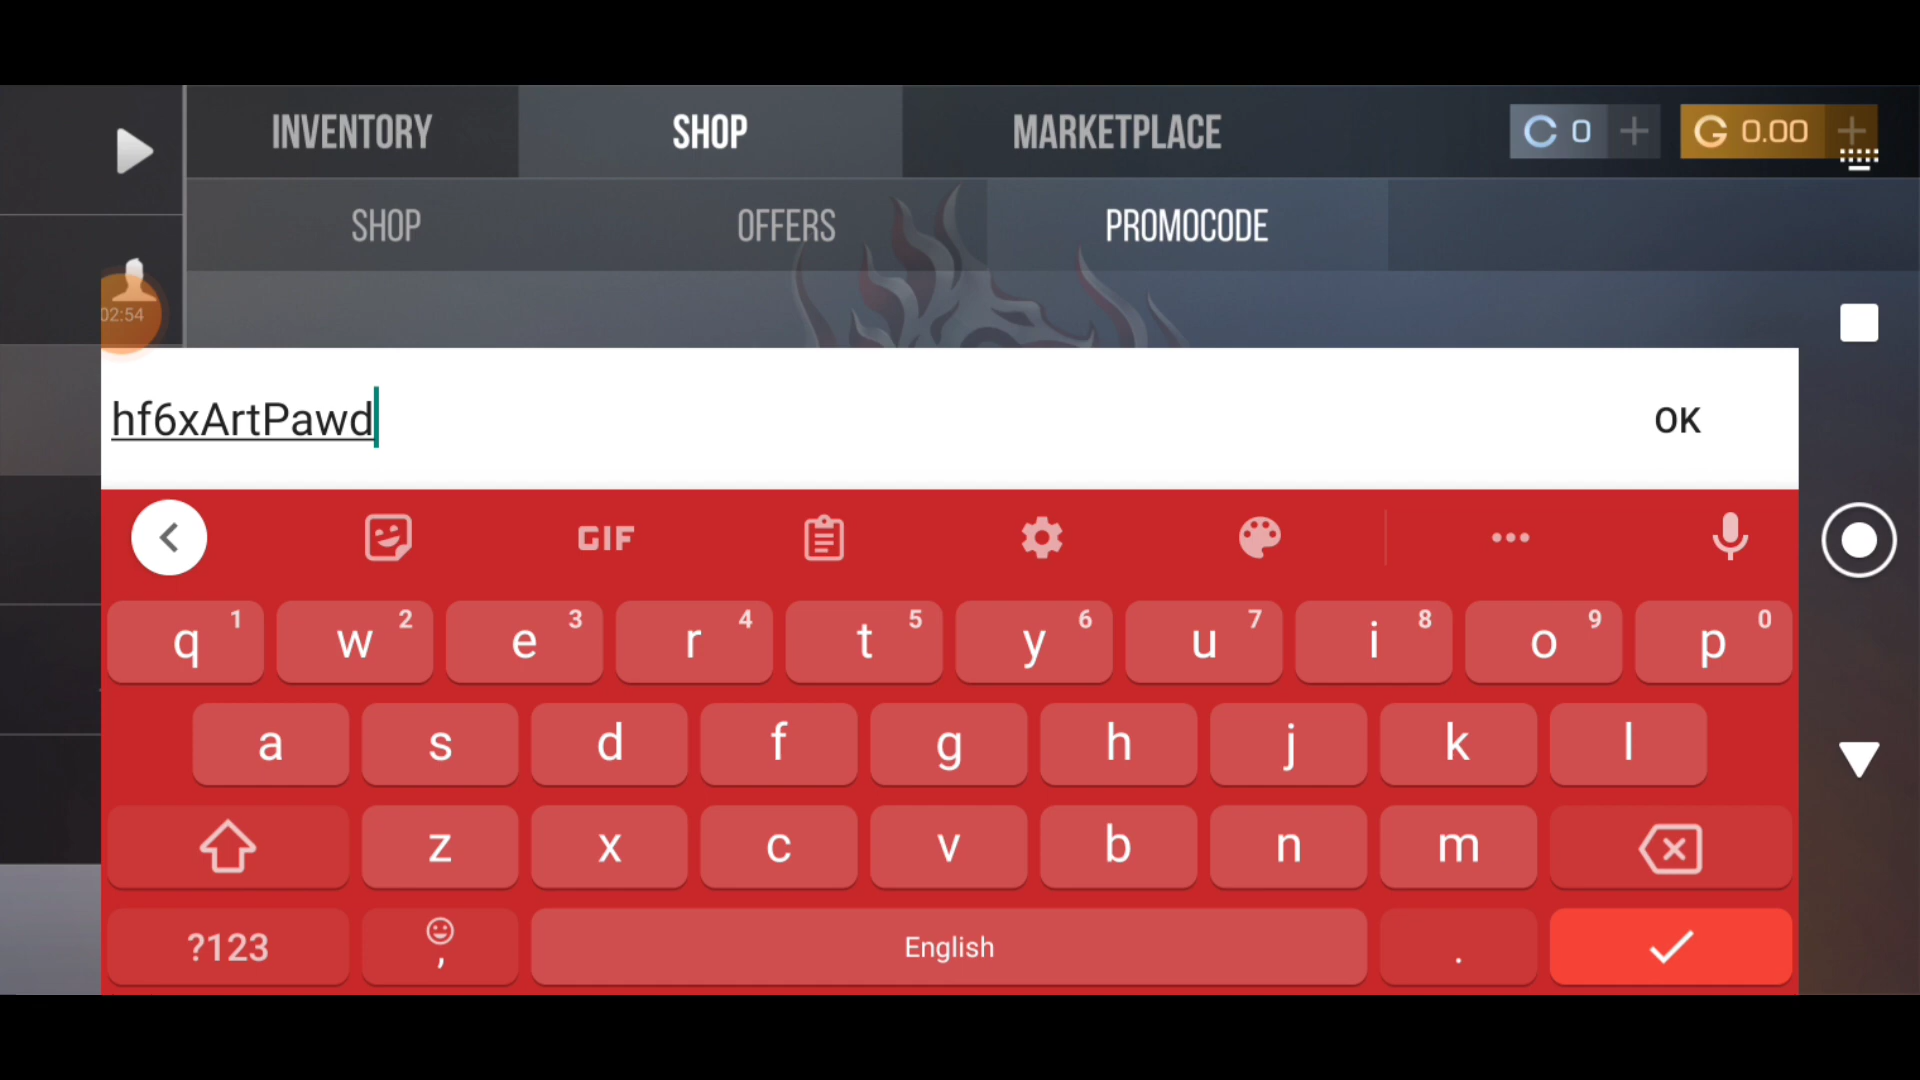 INVENTORY SHOP MARKETPLACE C 0 + G 0.00 +
SHOP OFFERS PROMOCODE
02:54
hf6xArtPawd OK
GIF
q 1 w 2 e 3 r 4 t 5 y 6 u 7 i 8 o 9 p 0
a s d f g h j k l
z x c v b n m
?123 , English .